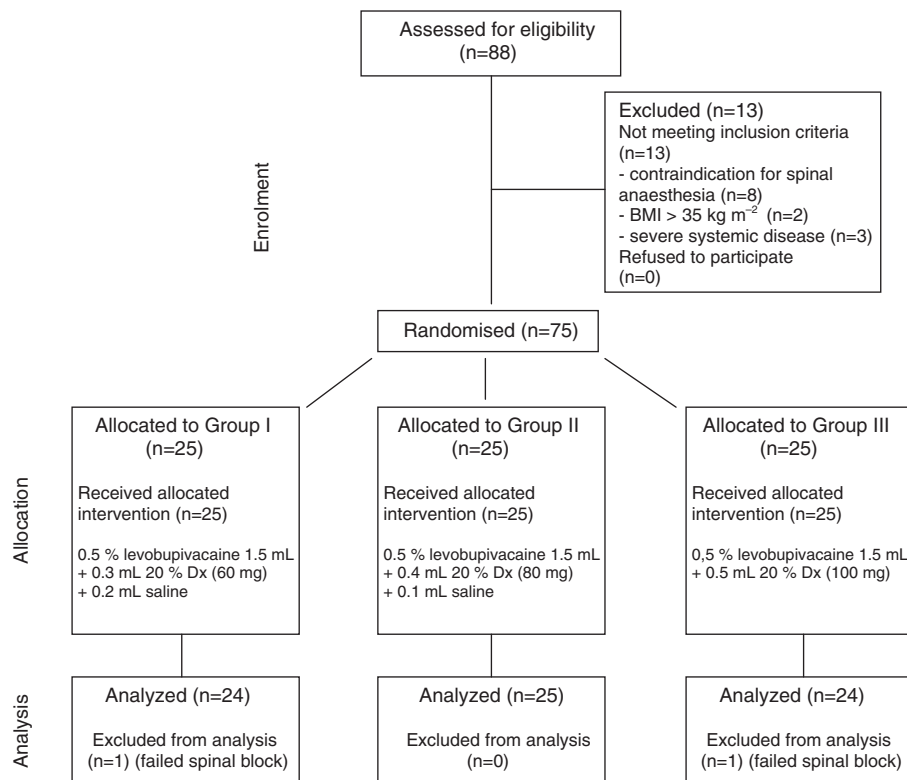 Assessed for eligibility
(n=88)
Enrolment
Excluded (n=13)
Not meeting inclusion criteria
(n=13)
- contraindication for spinal
anaesthesia (n=8)
- BMI > 35 kg m⁻² (n=2)
- severe systemic disease (n=3)
Refused to participate
(n=0)
Randomised (n=75)
Allocation
Allocated to Group I
(n=25)
Received allocated
intervention (n=25)
0.5 % levobupivacaine 1.5 mL
+ 0.3 mL 20 % Dx (60 mg)
+ 0.2 mL saline
Allocated to Group II
(n=25)
Received allocated
intervention (n=25)
0.5 % levobupivacaine 1.5 mL
+ 0.4 mL 20 % Dx (80 mg)
+ 0.1 mL saline
Allocated to Group III
(n=25)
Received allocated
intervention (n=25)
0,5 % levobupivacaine 1.5 mL
+ 0.5 mL 20 % Dx (100 mg)
Analysis
Analyzed (n=24)
Excluded from analysis
(n=1) (failed spinal block)
Analyzed (n=25)
Excluded from analysis
(n=0)
Analyzed (n=24)
Excluded from analysis
(n=1) (failed spinal block)